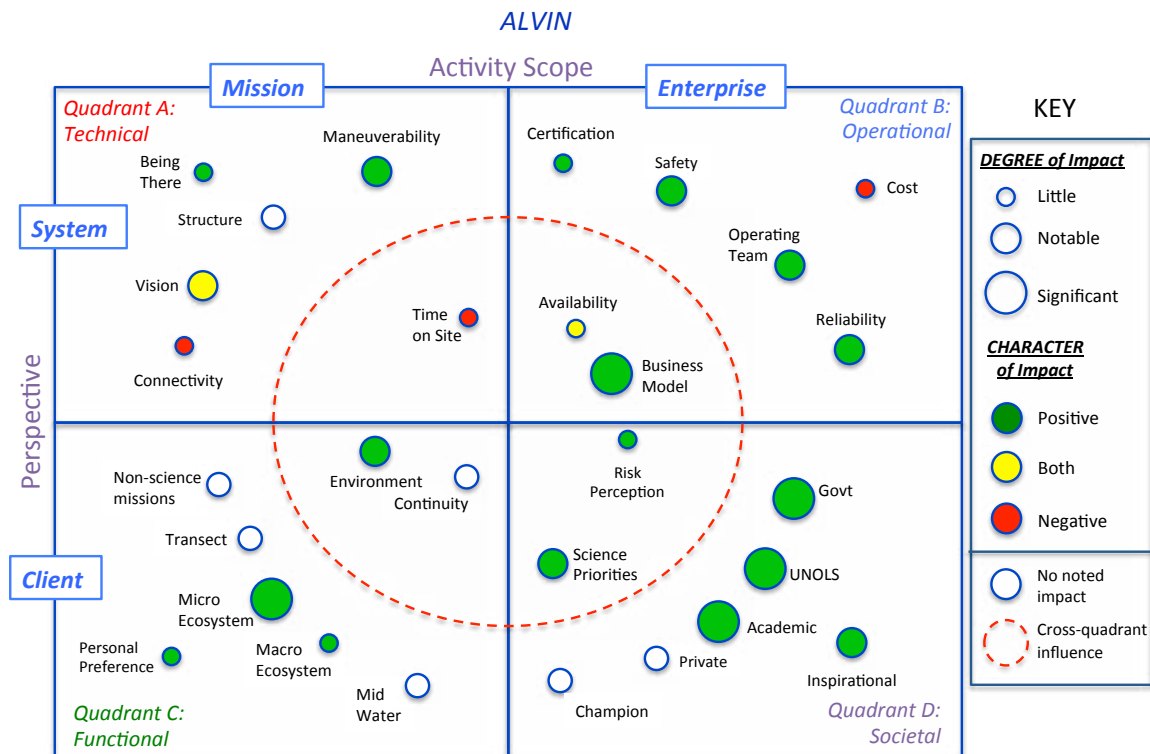 ALVIN
Activity Scope
Mission
Enterprise
Perspective
System
Client
Quadrant A:
Technical
Being
There
Maneuverability
Structure
Vision
Connectivity
Time
on Site
Quadrant B:
Operational
Certification
Safety
Cost
Operating
Team
Availability
Reliability
Business
Model
Non-science
missions
Environment
Continuity
Transect
Micro
Ecosystem
Personal
Preference
Macro
Ecosystem
Mid
Water
Quadrant C:
Functional
Risk
Perception
Govt
Science
Priorities
UNOLS
Academic
Private
Inspirational
Champion
Quadrant D:
Societal
KEY
DEGREE of Impact
Little
Notable
Significant
CHARACTER
of Impact
Positive
Both
Negative
No noted
impact
Cross-quadrant
influence